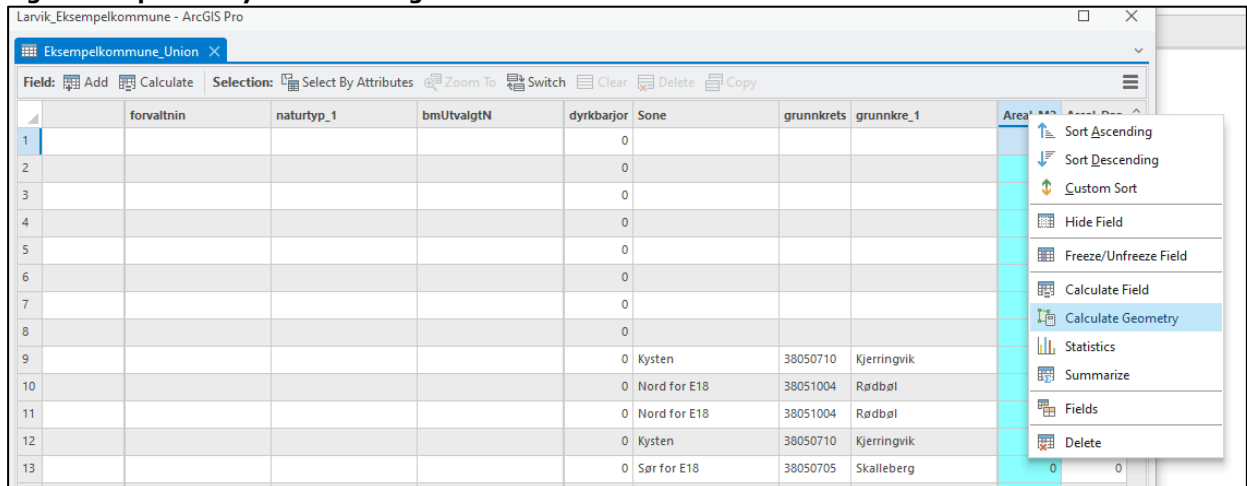 Larvik_Eksempelkommune - ArcGIS Pro
Eksempelkommune_Union
Field: Add Calculate Selection: Select By Attributes Zoom To Switch Clear Delete Copy
forvaltnin naturtyp_1 bmUtvalgtN dyrkbarjor Sone grunnkrets grunnkre_1
1 0
2 0
3 0
4 0
5 0
6 0
7 0
8 0
9 0 Kysten 38050710 Kjerringvik
10 0 Nord for E18 38051004 Rødbøl
11 0 Nord for E18 38051004 Rødbøl
12 0 Kysten 38050710 Kjerringvik
13 0 Sør for E18 38050705 Skalleberg 0 0
Sort Ascending
Sort Descending
Custom Sort
Hide Field
Freeze/Unfreeze Field
Calculate Field
Calculate Geometry
Statistics
Summarize
Fields
Delete